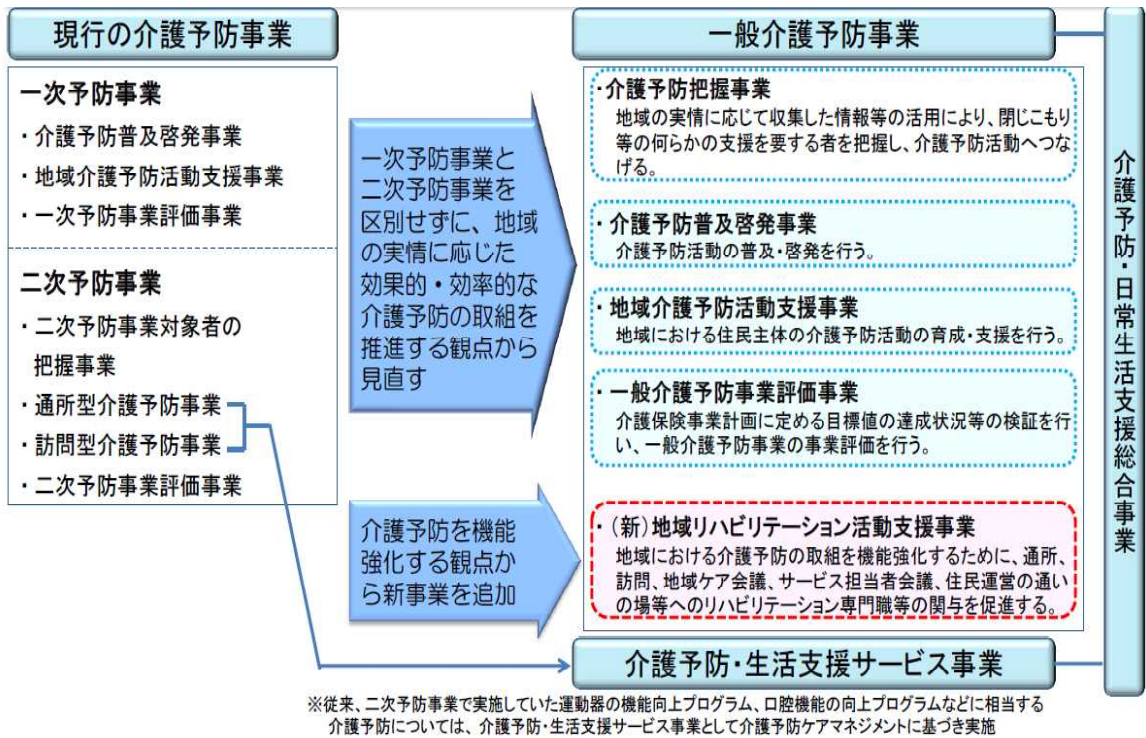 現行の介護予防事業
一次予防事業
・介護予防普及啓発事業
・地域介護予防活動支援事業
・一次予防事業評価事業
二次予防事業
・二次予防事業対象者の
把握事業
・通所型介護予防事業
・訪問型介護予防事業
・二次予防事業評価事業
一次予防事業と
二次予防事業を
区別せずに、地域
の実情に応じた
効果的・効率的な
介護予防の取組を
推進する観点から
見直す
介護予防を機能
強化する観点か
ら新事業を追加
一般介護予防事業
・介護予防把握事業
地域の実情に応じて収集した情報等の活用により、閉じこもり
等の何らかの支援を要する者を把握し、介護予防活動へつな
げる。
・介護予防普及啓発事業
介護予防活動の普及・啓発を行う。
・地域介護予防活動支援事業
地域における住民主体の介護予防活動の育成・支援を行う。
・一般介護予防事業評価事業
介護保険事業計画に定める目標値の達成状況等の検証を行
い、一般介護予防事業の事業評価を行う。
・（新）地域リハビリテーション活動支援事業
地域における介護予防の取組を機能強化するために、通所、
訪問、地域ケア会議、サービス担当者会議、住民運営の通い
の場等へのリハビリテーション専門職等の関与を促進する。
介護予防・生活支援サービス事業
介護予防・日常生活支援総合事業
※従来、二次予防事業で実施していた運動器の機能向上プログラム、口腔機能の向上プログラムなどに相当する
介護予防については、介護予防・生活支援サービス事業として介護予防ケアマネジメントに基づき実施